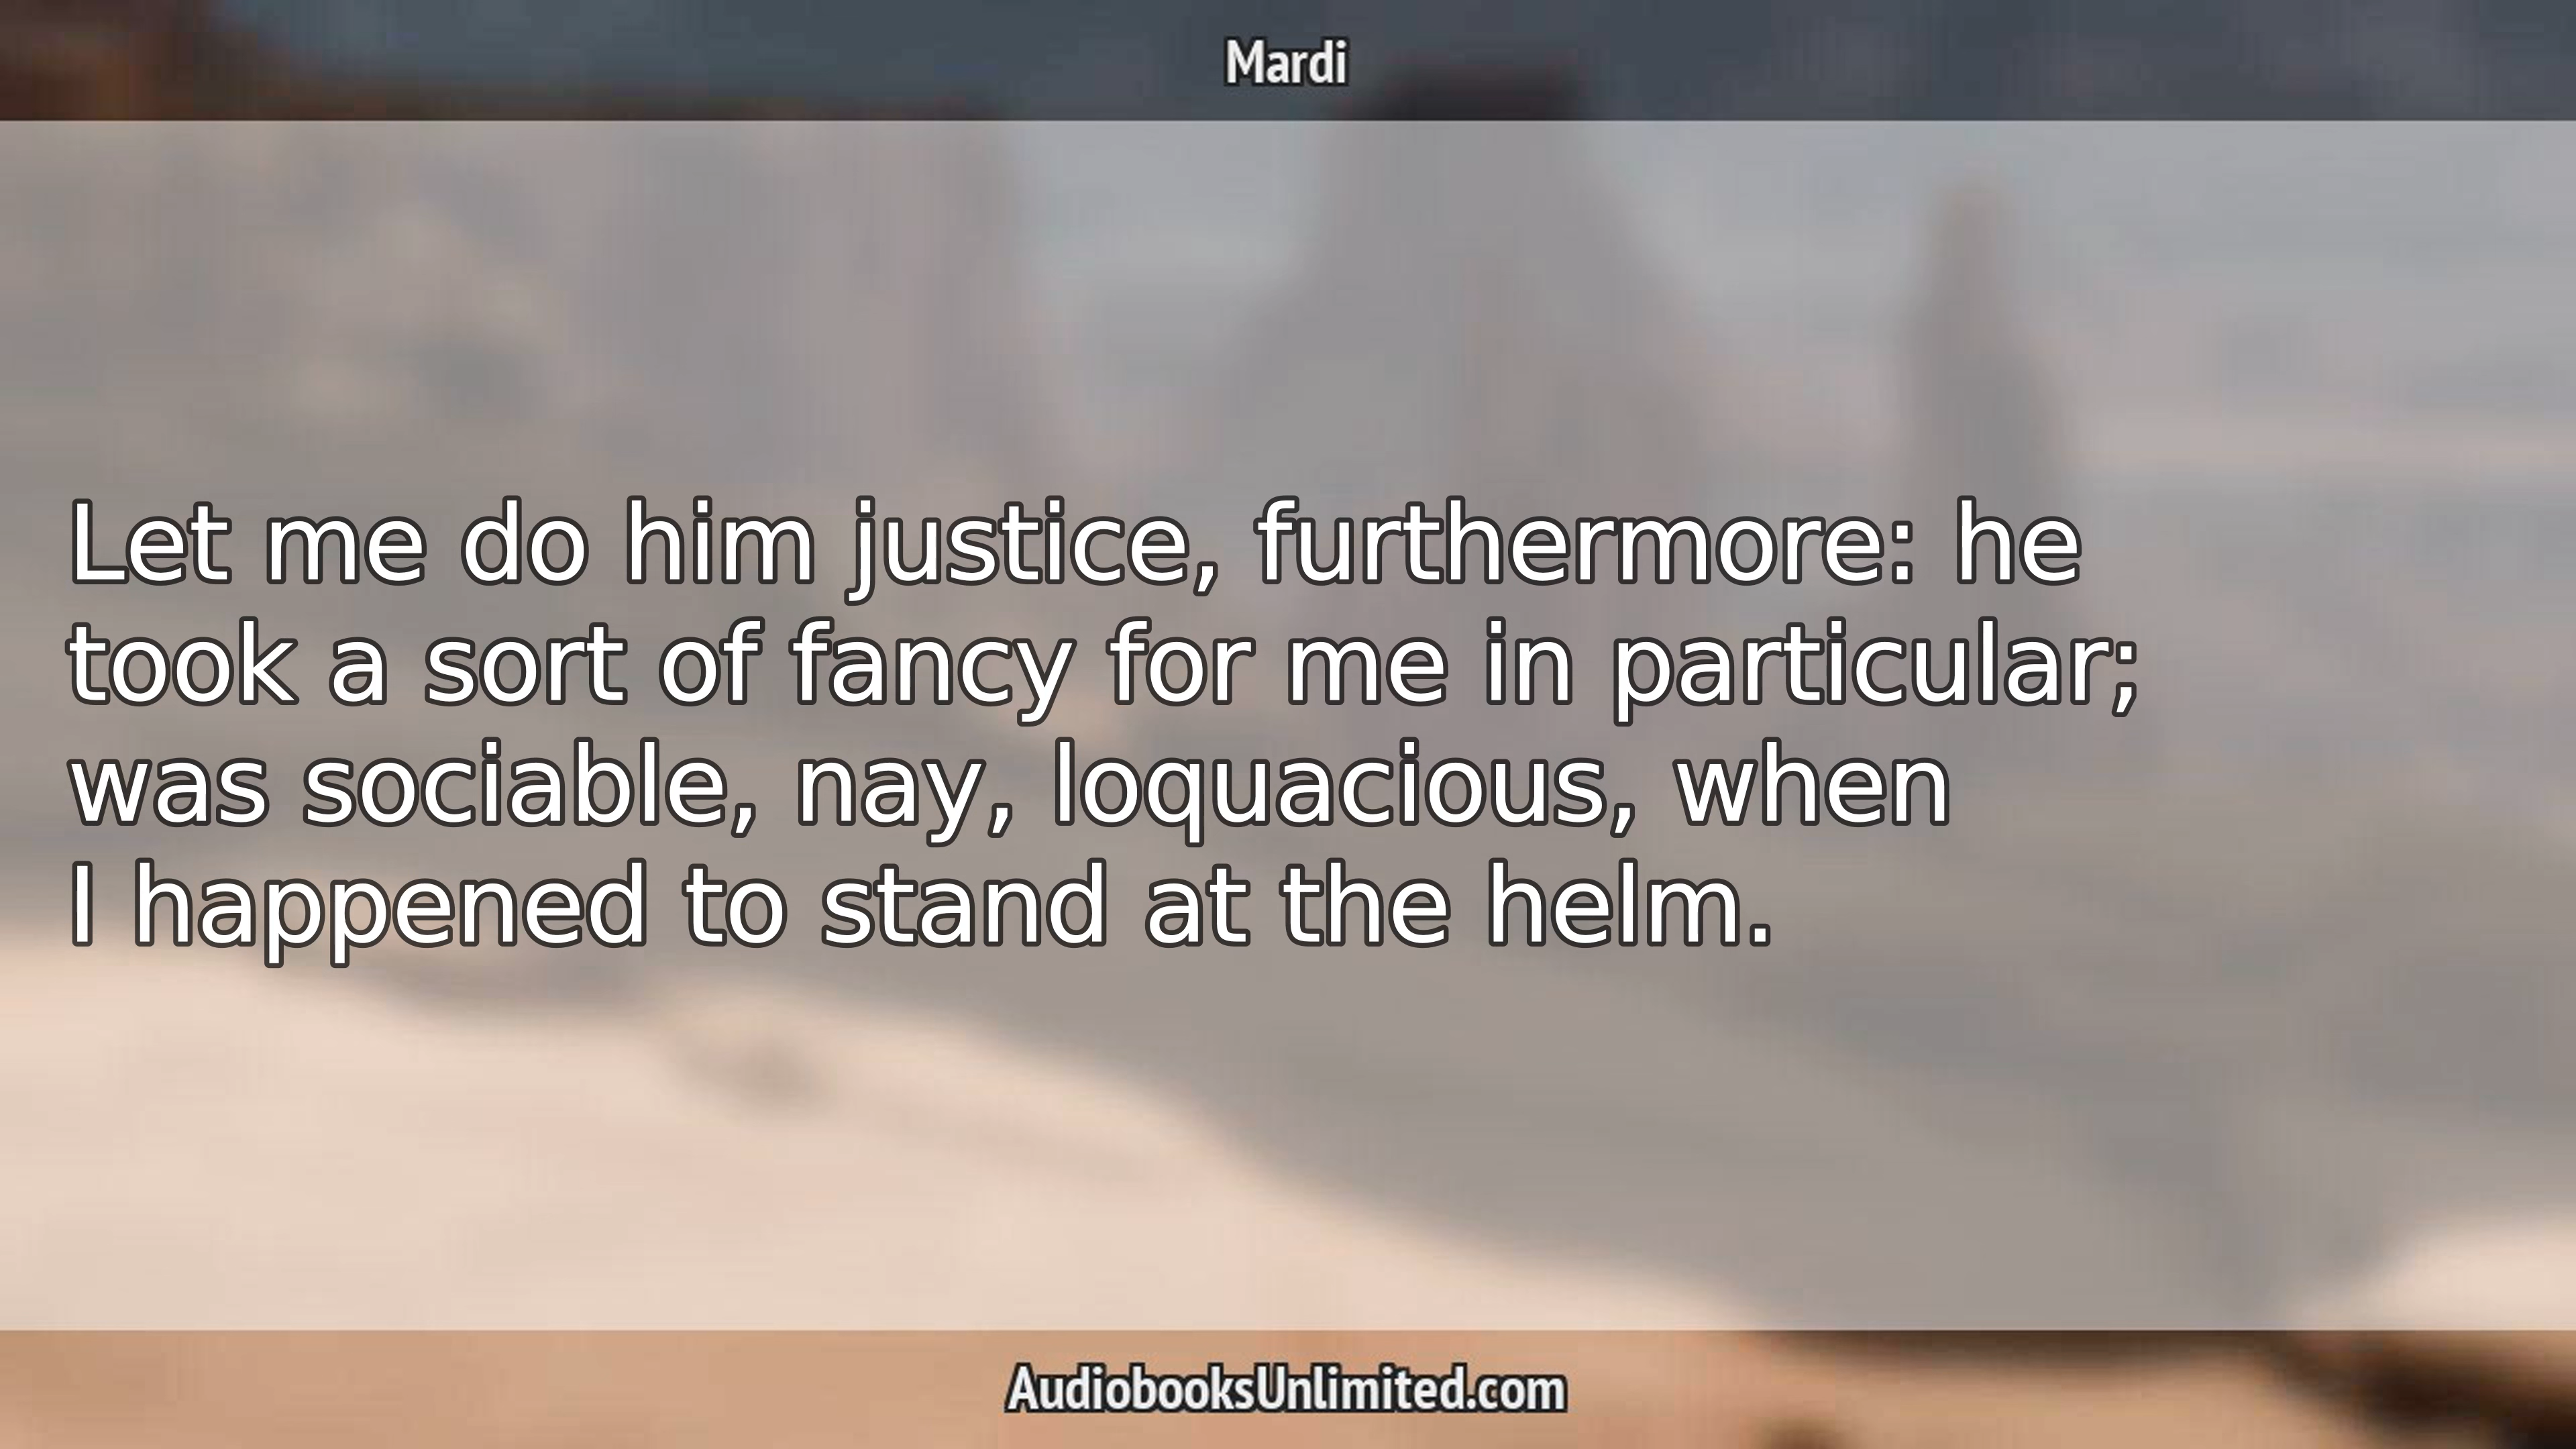 Mardi
Let me do him justice, furthermore: he
took a sort of fancy for me in particular;
was sociable, nay, loquacious, when
I happened to stand at the helm.
AudiobooksUnlimited.com